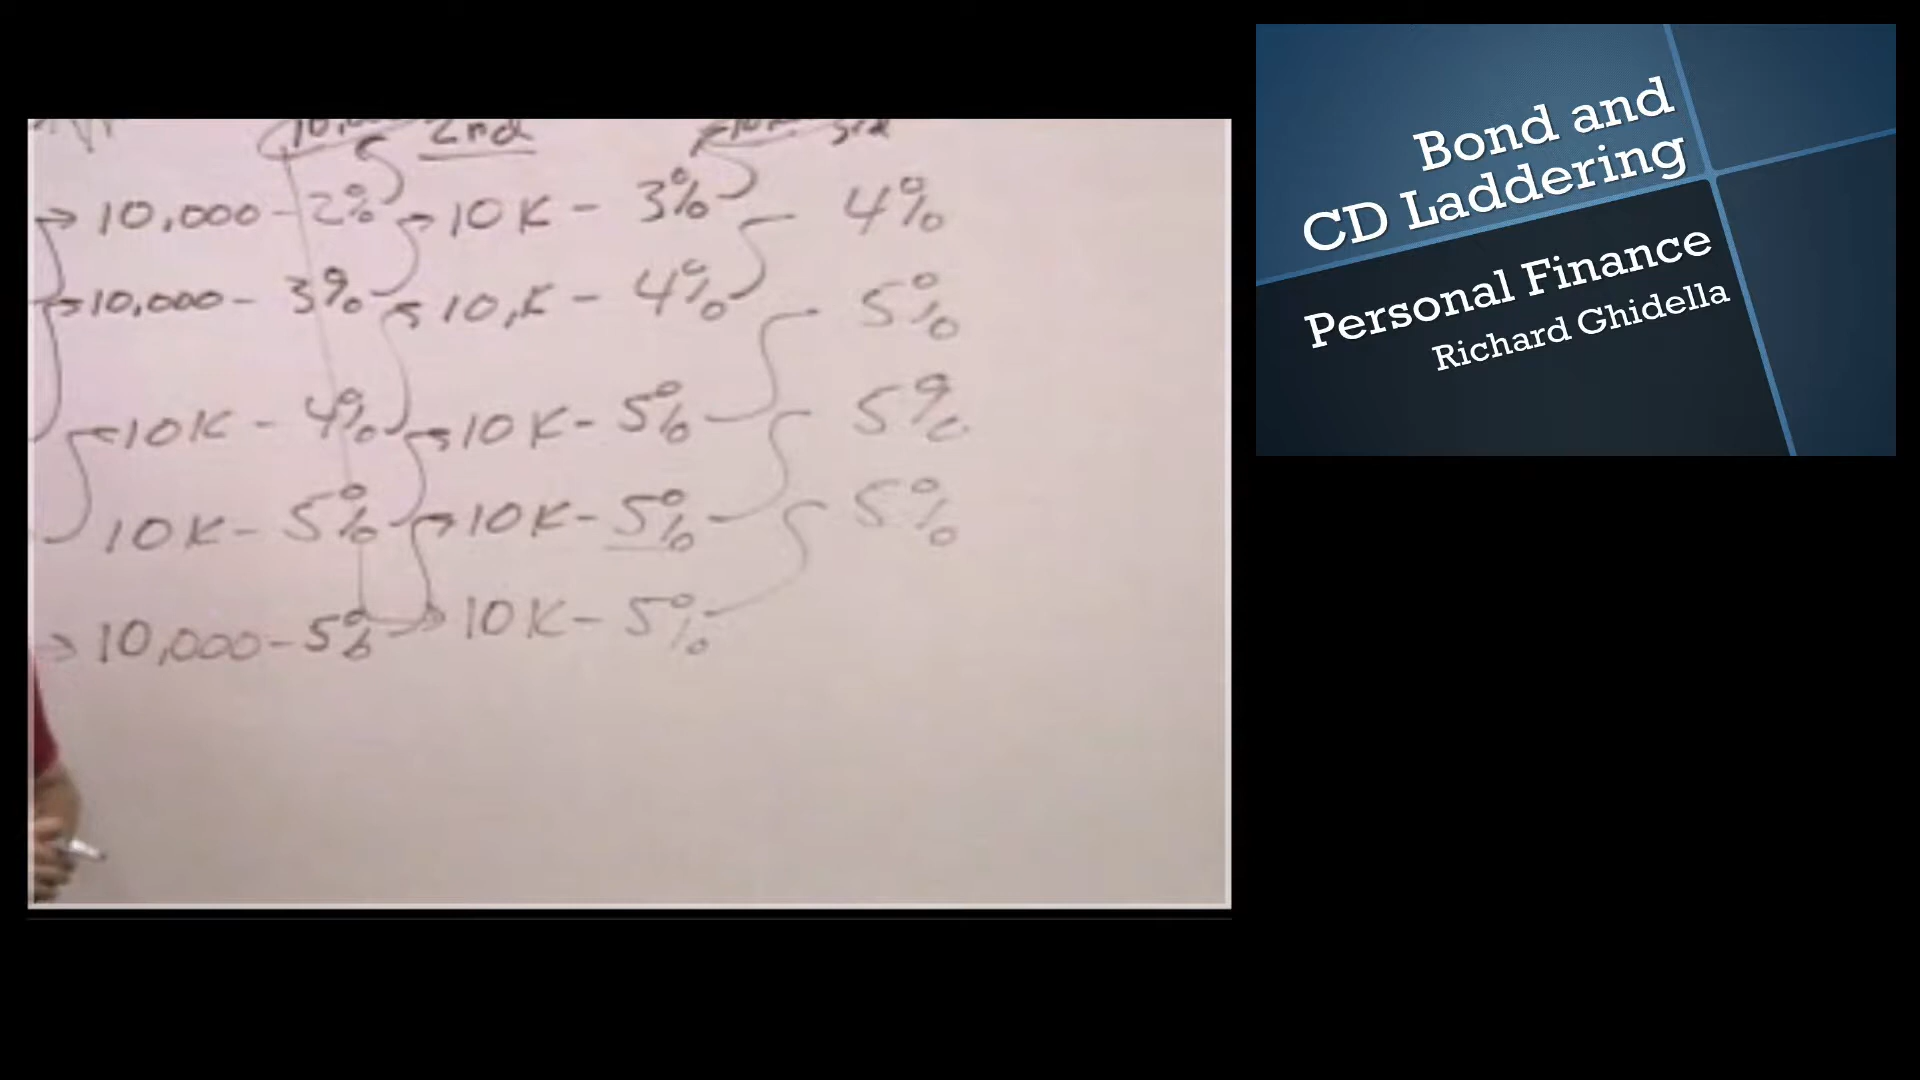 2nd 3rd
10,000 - 2% 10K - 3% 4%
10,000 - 3% 10,K - 4% 5%
10K - 4% 10K - 5% 5%
10K - 5% 10K - 5% 5%
10,000 - 5% 10K - 5%
Bond and
CD Laddering
Personal Finance
Richard Ghidella